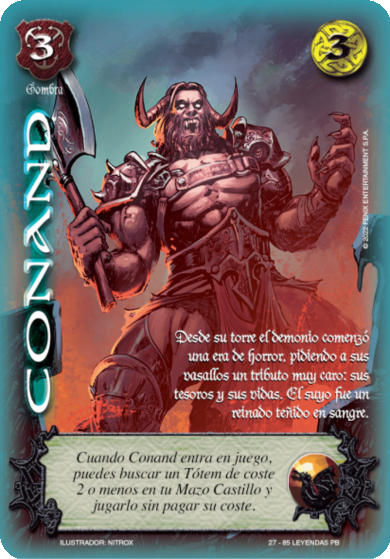 3
3
Sombra
CONAND
© 2022 FENIX ENTERTAINMENT S.P.A.
Desde su torre el demonio comenzó
una era de horror, pidiendo a sus
vasallos un tributo muy caro: sus
tesoros y sus vidas. El suyo fue un
reinado teñido en sangre.
Cuando Conand entra en juego,
puedes buscar un Tótem de coste
2 o menos en tu Mazo Castillo y
jugarlo sin pagar su coste.
ILUSTRADOR: NITROX
27 - 85 LEYENDAS PB